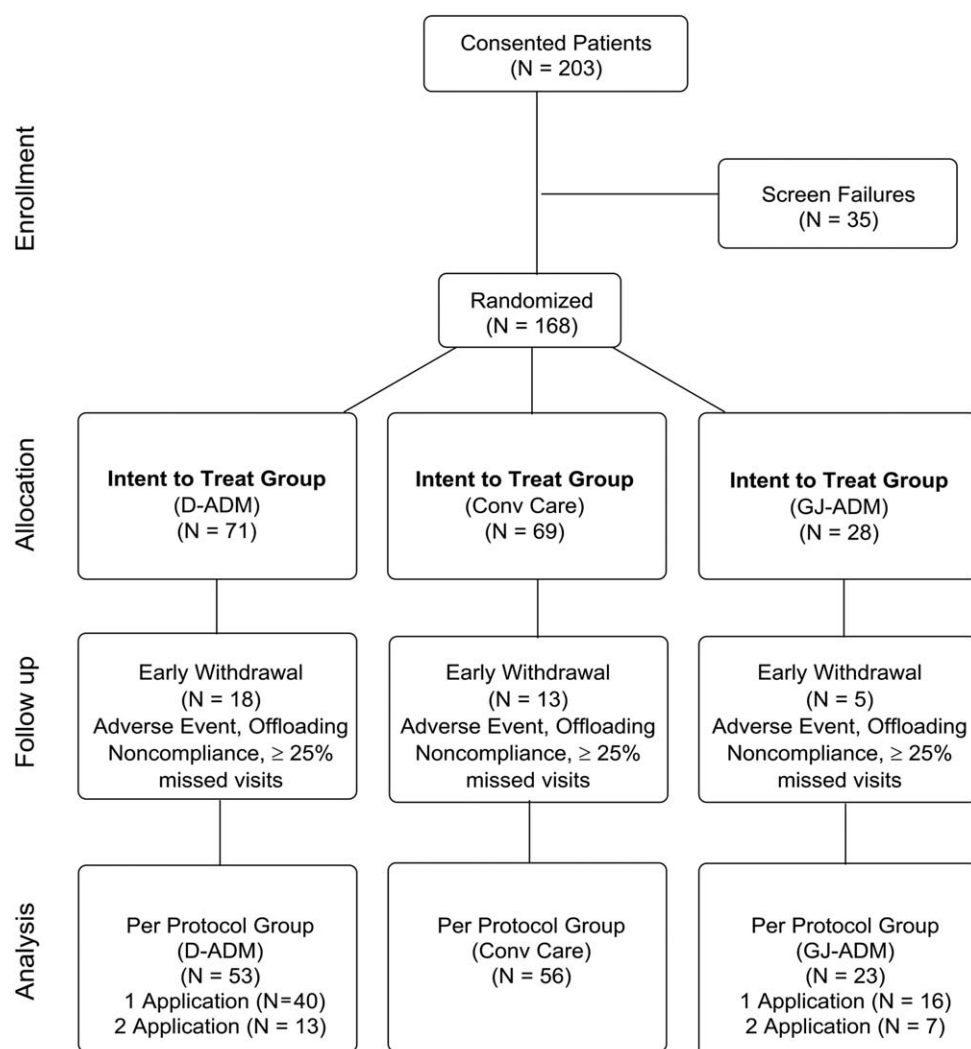 Consented Patients
(N = 203)
Enrollment
Screen Failures
(N = 35)
Randomized
(N = 168)
Allocation
Intent to Treat Group
(D-ADM)
(N = 71)
Intent to Treat Group
(Conv Care)
(N = 69)
Intent to Treat Group
(GJ-ADM)
(N = 28)
Follow up
Early Withdrawal
(N = 18)
Adverse Event, Offloading
Noncompliance, ≥ 25%
missed visits
Early Withdrawal
(N = 13)
Adverse Event, Offloading
Noncompliance, ≥ 25%
missed visits
Early Withdrawal
(N = 5)
Adverse Event, Offloading
Noncompliance, ≥ 25%
missed visits
Analysis
Per Protocol Group
(D-ADM)
(N = 53)
1 Application (N=40)
2 Application (N = 13)
Per Protocol Group
(Conv Care)
(N = 56)
Per Protocol Group
(GJ-ADM)
(N = 23)
1 Application (N = 16)
2 Application (N = 7)